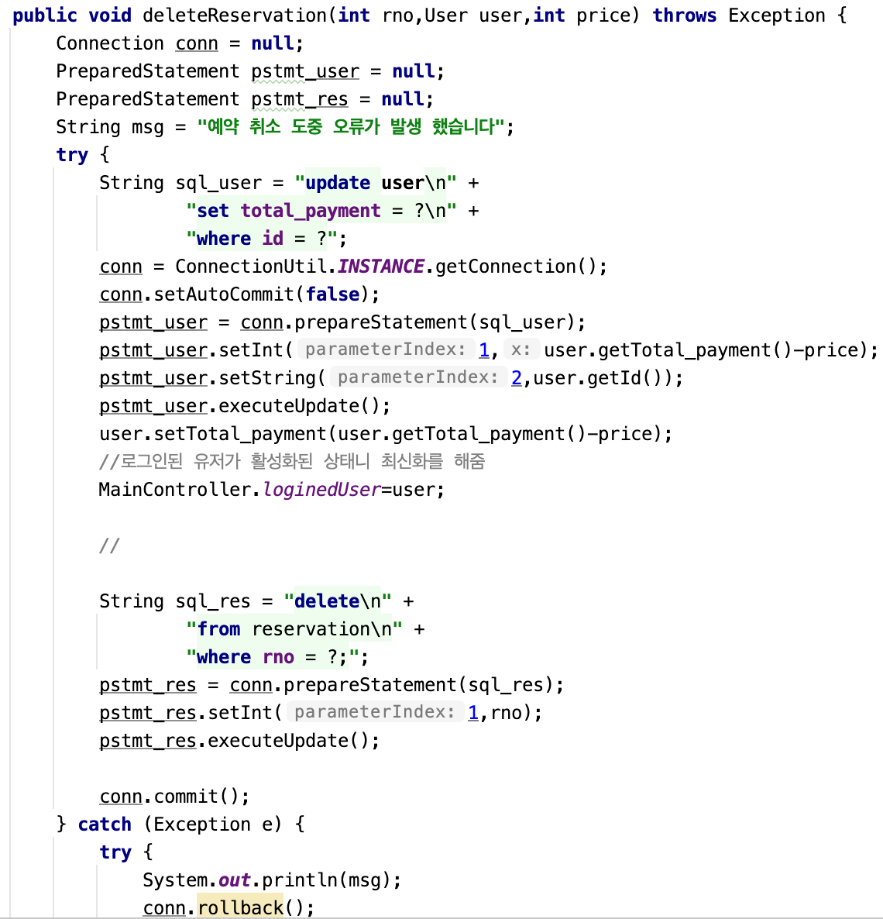 public void deleteReservation(int rno,User user,int price) throws Exception {
Connection conn = null;
PreparedStatement pstmt_user = null;
PreparedStatement pstmt_res = null;
String msg = "예약 취소 도중 오류가 발생 했습니다";
try {
String sql_user = "update user\n" +
"set total_payment = ?\n" +
"where id = ?";
conn = ConnectionUtil.INSTANCE.getConnection();
conn.setAutoCommit(false);
pstmt_user = conn.prepareStatement(sql_user);
pstmt_user.setInt( parameterIndex: 1, x: user.getTotal_payment()-price);
pstmt_user.setString( parameterIndex: 2,user.getId());
pstmt_user.executeUpdate();
user.setTotal_payment(user.getTotal_payment()-price);
//로그인된 유저가 활성화된 상태니 최신화를 해줌
MainController.loginedUser=user;
//
String sql_res = "delete\n" +
"from reservation\n" +
"where rno = ?;";
pstmt_res = conn.prepareStatement(sql_res);
pstmt_res.setInt( parameterIndex: 1,rno);
pstmt_res.executeUpdate();
conn.commit();
} catch (Exception e) {
try {
System.out.println(msg);
conn.rollback();